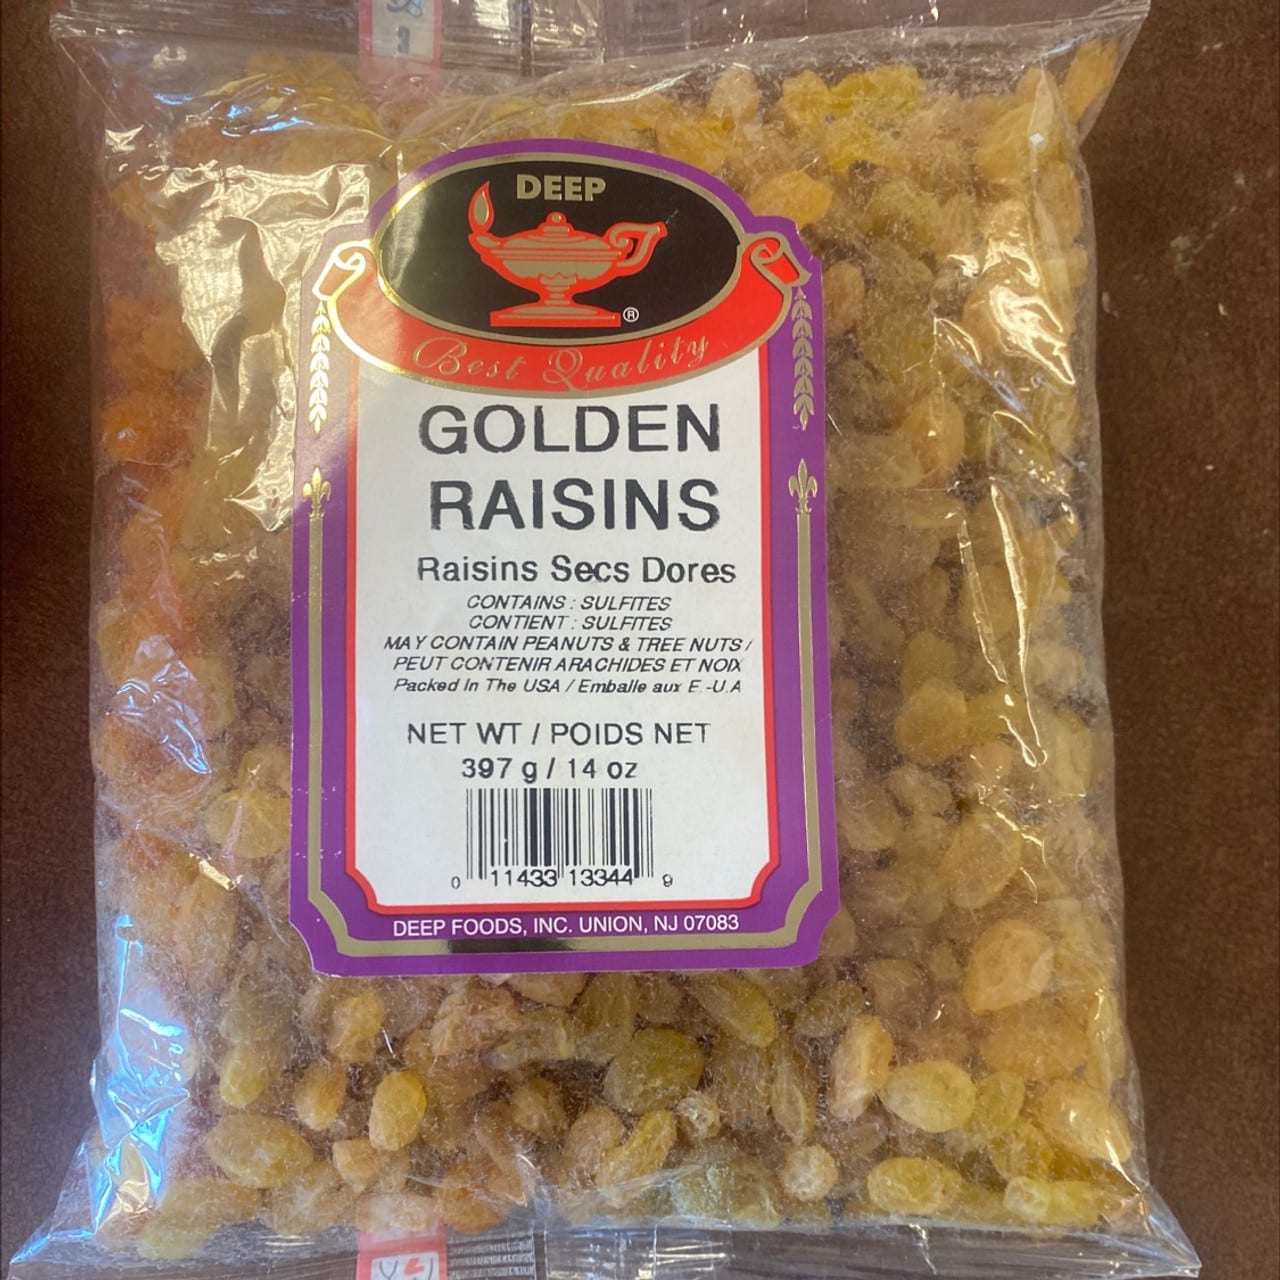 DEEP
®
Best Quality
GOLDEN
RAISINS
Raisins Secs Dores
CONTAINS : SULFITES
CONTIENT : SULFITES
MAY CONTAIN PEANUTS & TREE NUTS /
PEUT CONTENIR ARACHIDES ET NOIX
Packed In The USA / Emballe aux E.-U.A
NET WT / POIDS NET
397 g / 14 oz
0 11433 13344 9
DEEP FOODS, INC. UNION, NJ 07083